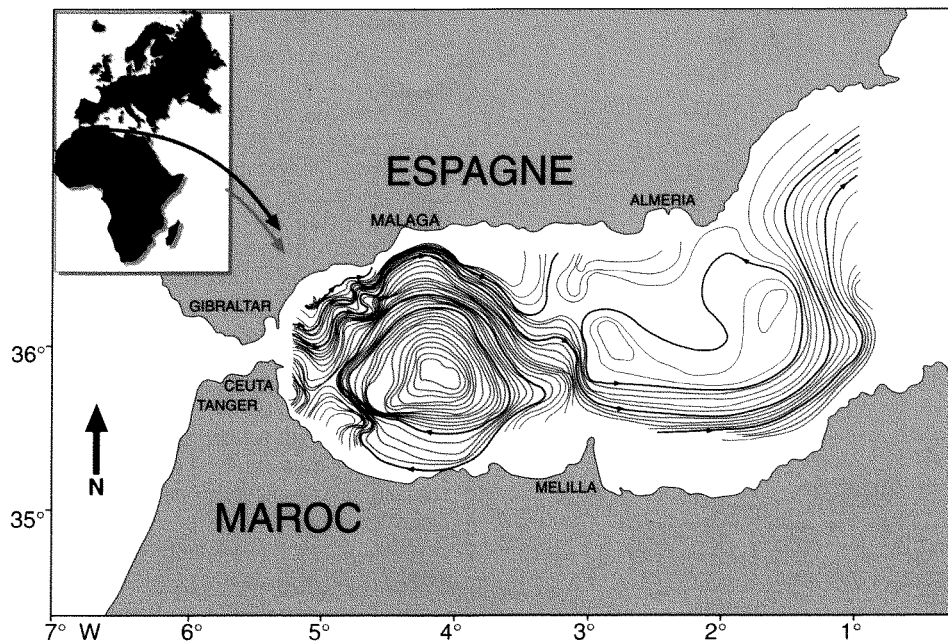 ESPAGNE
MALAGA
ALMERIA
GIBRALTAR
36°
CEUTA
TANGER
N
MELILLA
MAROC
35°
7° W 6° 5° 4° 3° 2° 1°